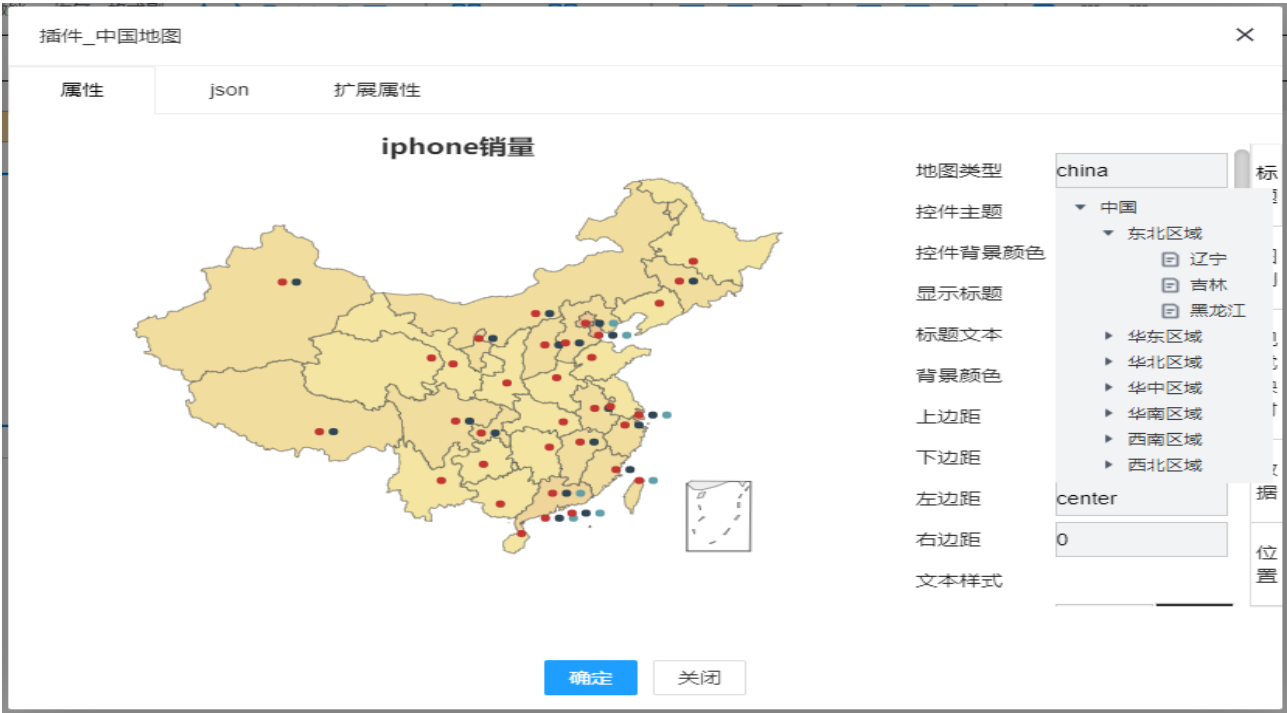 插件_中国地图
属性
json
扩展属性
iphone销量
地图类型
china
控件主题
控件背景颜色
显示标题
标题文本
背景颜色
上边距
下边距
左边距
center
右边距
0
文本样式
中国
东北区域
辽宁
吉林
黑龙江
华东区域
华北区域
华中区域
华南区域
西南区域
西北区域
标
据
位
置
确定
关闭